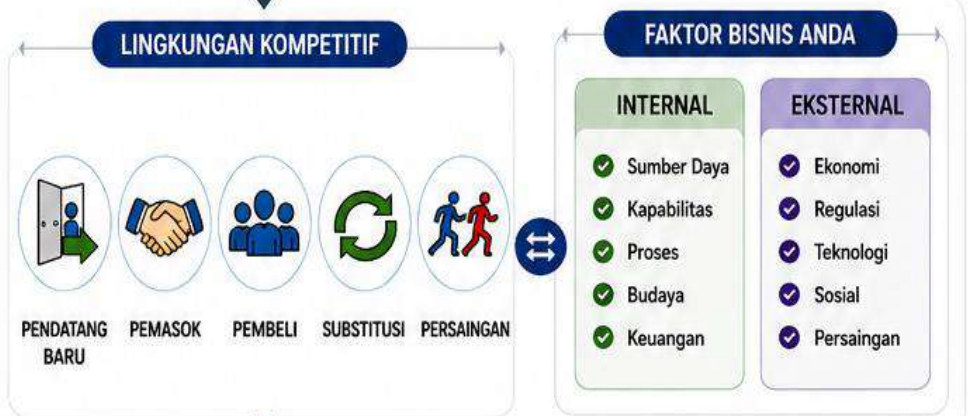 LINGKUNGAN KOMPETITIF
PENDATANG
BARU
PEMASOK
PEMBELI
SUBSTITUSI
PERSAINGAN
FAKTOR BISNIS ANDA
INTERNAL
Sumber Daya
Kapabilitas
Proses
Budaya
Keuangan
EKSTERNAL
Ekonomi
Regulasi
Teknologi
Sosial
Persaingan